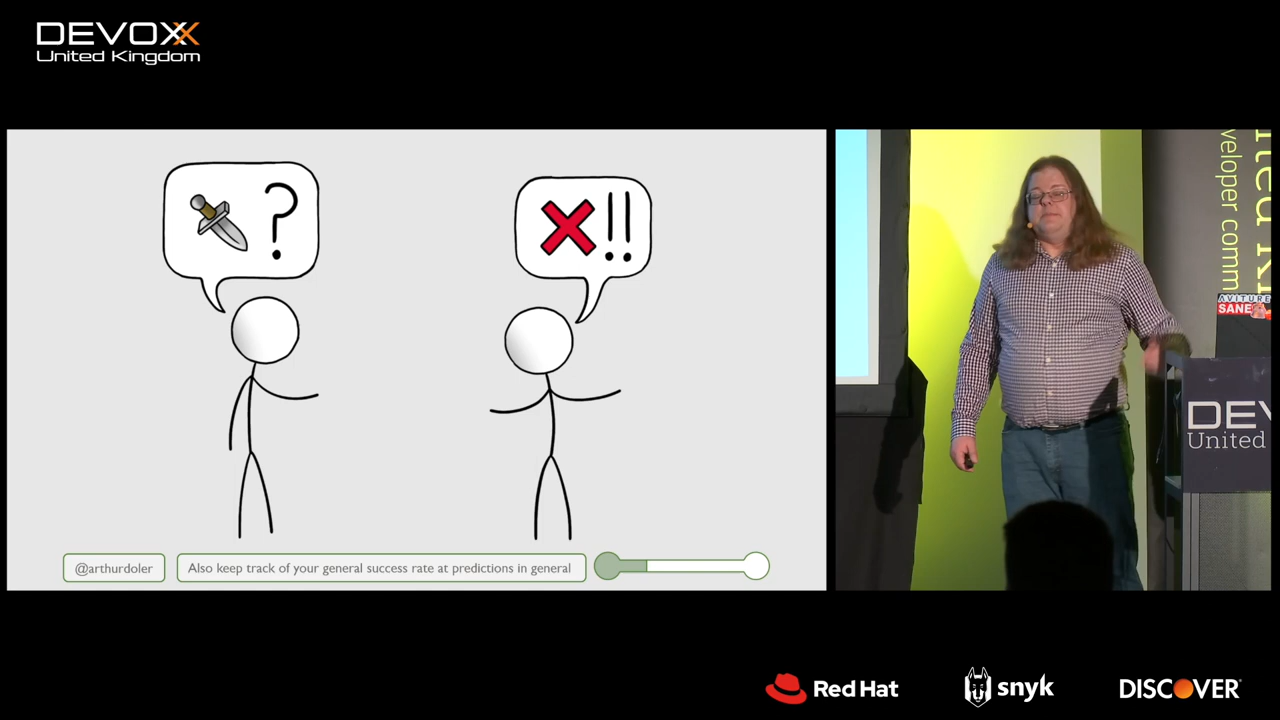 DEVOXX
United Kingdom
?
!!
@arthurdoler
Also keep track of your general success rate at predictions in general
veloper comm
AVITURE
SANE
DEV
United
Red Hat
snyk
DISCOVER